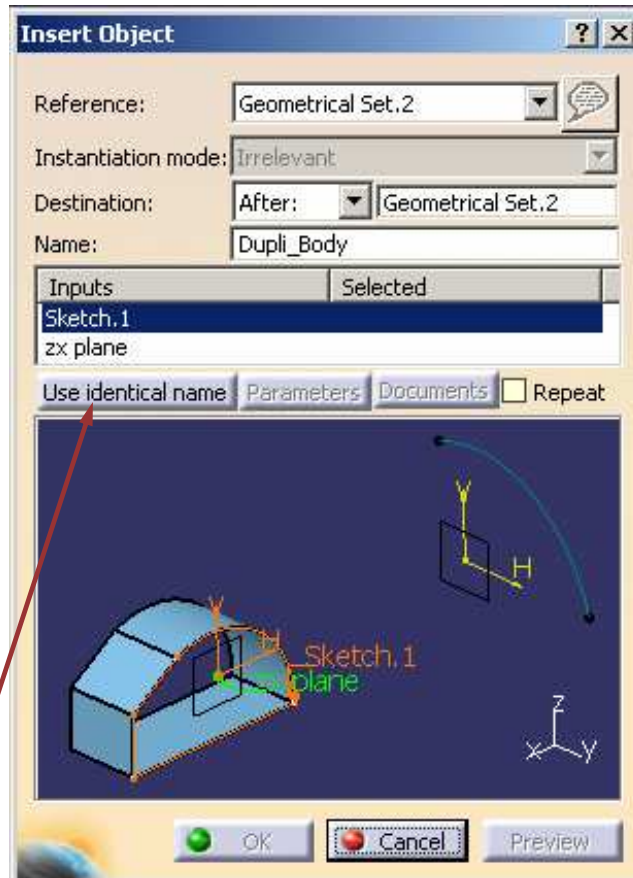 Insert Object ? X
Reference: Geometrical Set.2
Instantiation mode: Irrelevant
Destination: After: Geometrical Set.2
Name: Dupli_Body
Inputs Selected
Sketch.1
zx plane
Use identical name Parameters Documents Repeat
V
H
V
H Sketch.1
zx plane
z
x y
OK Cancel Preview